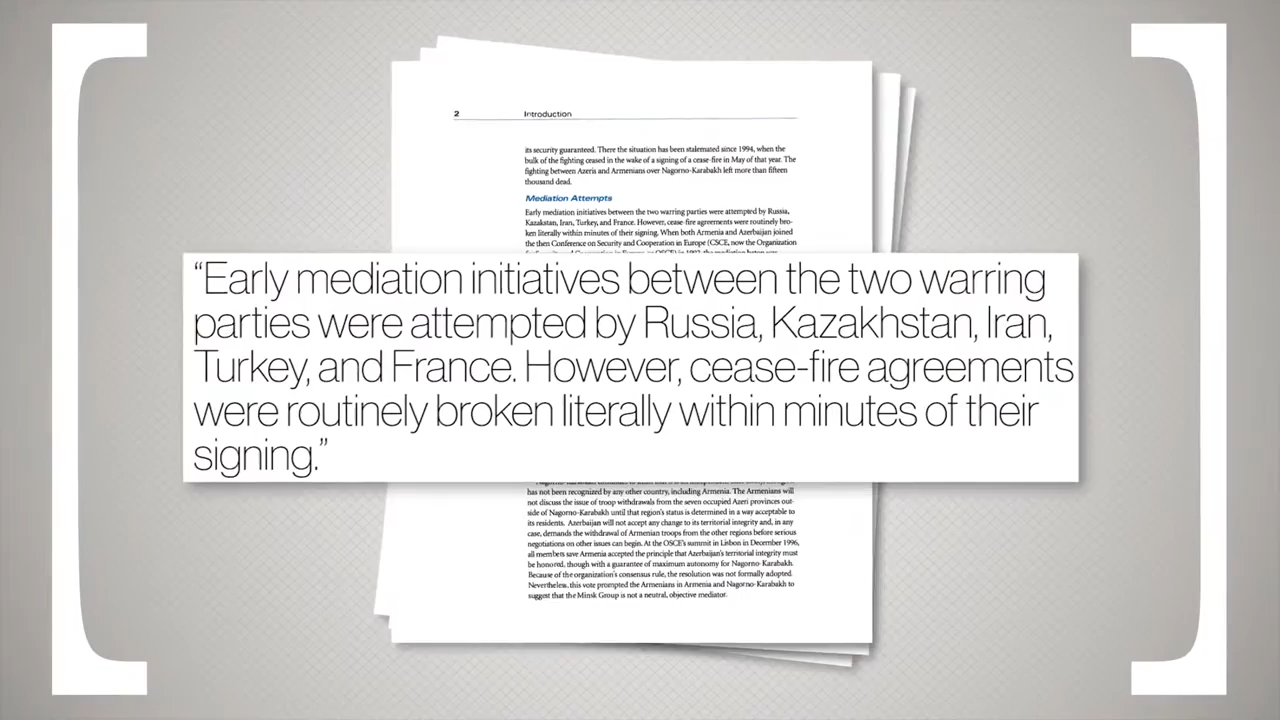 2 Introduction
its security guaranteed. There the situation has been stalemated since 1994, when the
bulk of the fighting ceased in the wake of a signing of a cease-fire in May of that year. The
fighting between Azeris and Armenians over Nagorno-Karabakh left more than fifteen
thousand dead.
Mediation Attempts
Early mediation initiatives between the two warring parties were attempted by Russia,
Kazakstan, Iran, Turkey, and France. However, cease-fire agreements were routinely bro-
ken literally within minutes of their signing. When both Armenia and Azerbaijan joined
the then Conference on Security and Cooperation in Europe (CSCE, now the Organization
“Early mediation initiatives between the two warring
parties were attempted by Russia, Kazakhstan, Iran,
Turkey, and France. However, cease-fire agreements
were routinely broken literally within minutes of their
signing.”
has not been recognized by any other country, including Armenia. The Armenians will
not discuss the issue of troop withdrawals from the seven occupied Azeri provinces out-
side of Nagorno-Karabakh until that region's status is determined in a way acceptable to
its residents. Azerbaijan will not accept any change to its territorial integrity and, in any
case, demands the withdrawal of Armenian troops from the other regions before serious
negotiations on other issues can begin. At the OSCE's summit in Lisbon in December 1996,
all members save Armenia accepted the principle that Azerbaijan's territorial integrity must
be honored, though with a guarantee of maximum autonomy for Nagorno-Karabakh.
Because of the organization's consensus rule, the resolution was not formally adopted.
Nevertheless, this vote prompted the Armenians in Armenia and Nagorno-Karabakh to
suggest that the Minsk Group is not a neutral, objective mediator.